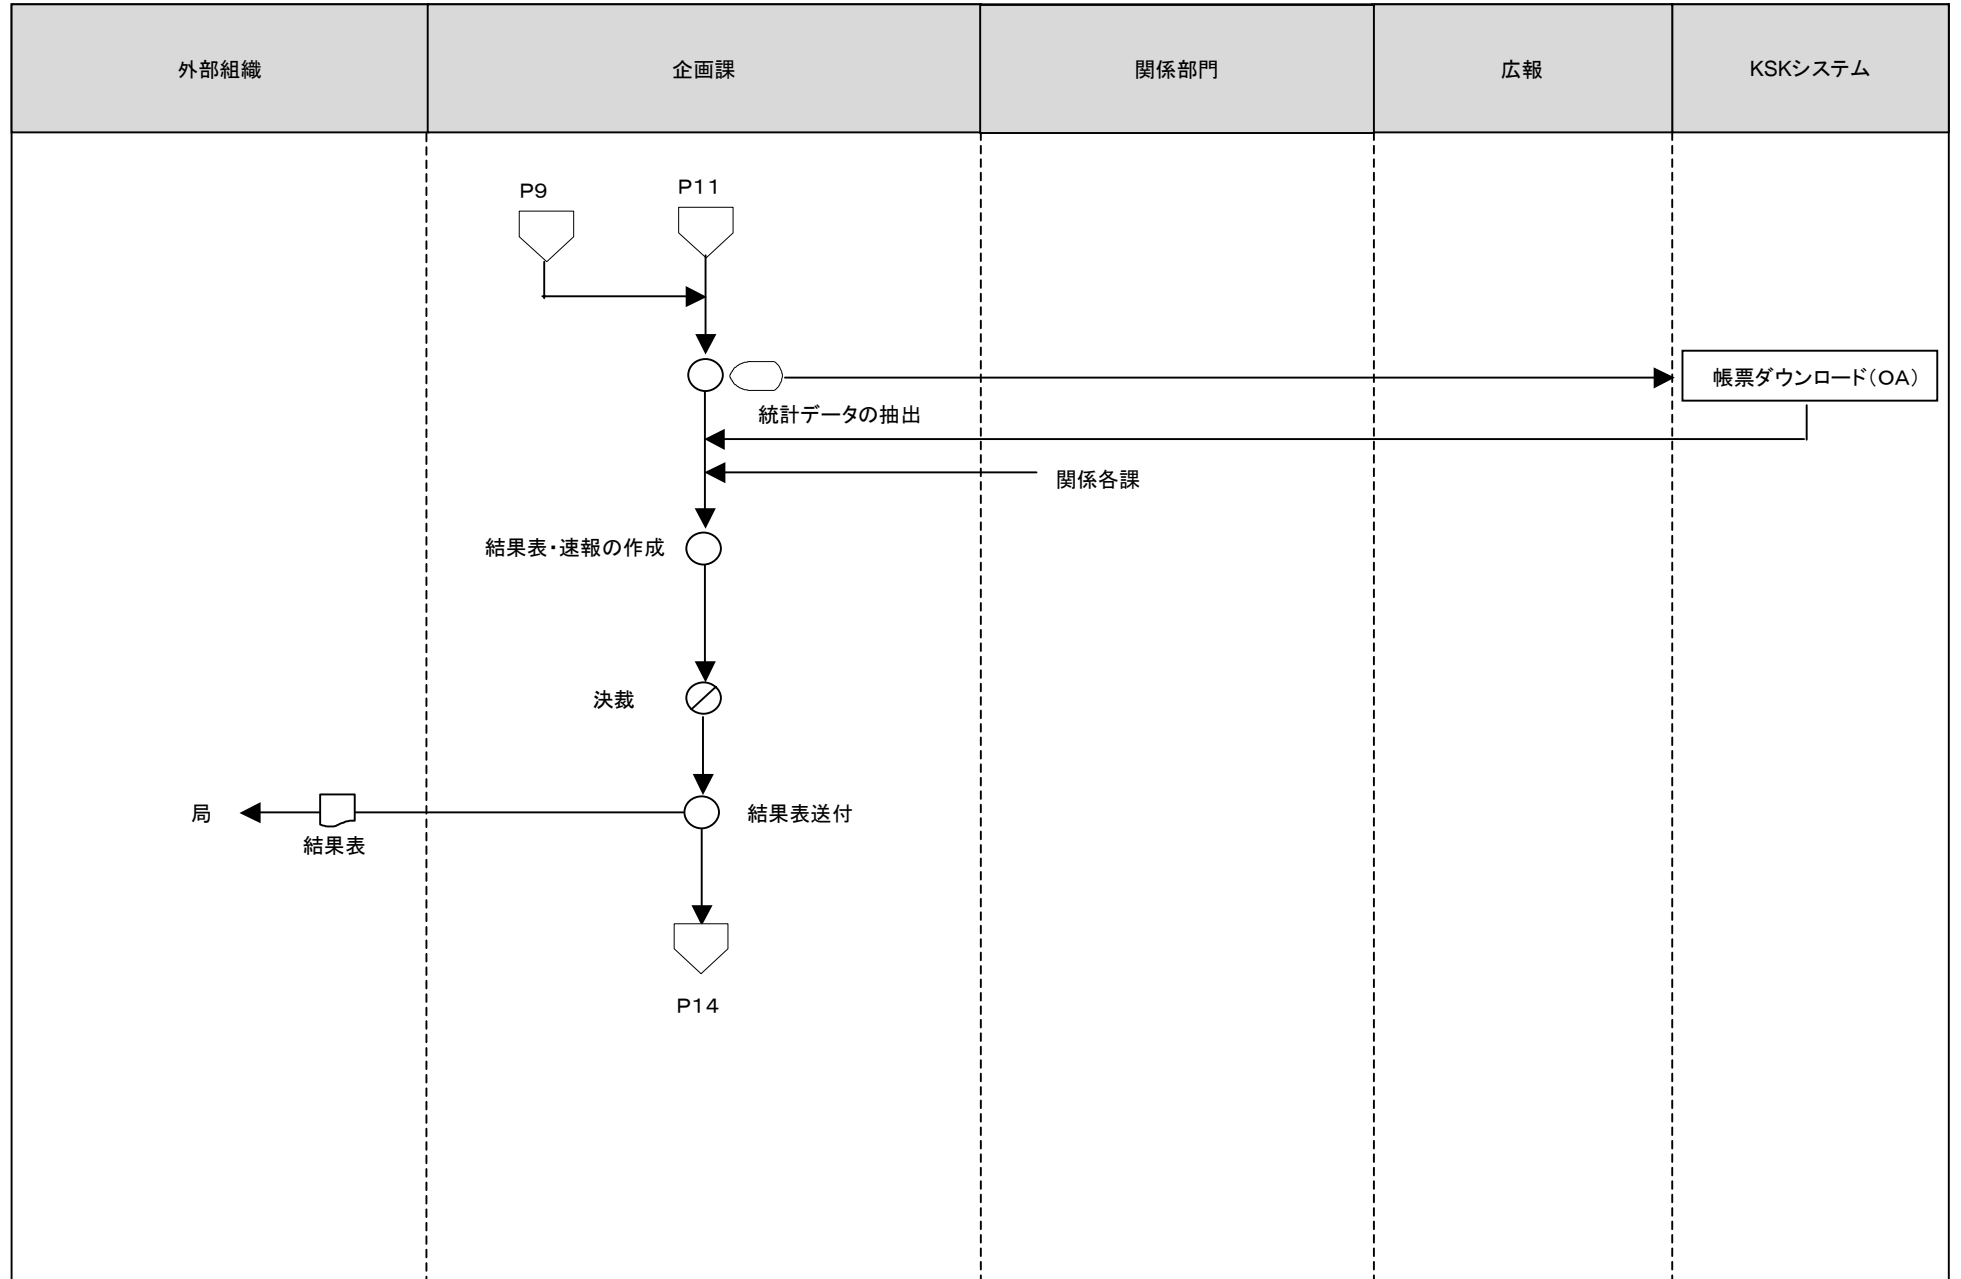 外部組織
企画課
関係部門
広報
KSKシステム
P9
P11
帳票ダウンロード(OA)
統計データの抽出
関係各課
結果表・速報の作成
決裁
局
結果表送付
結果表
P14